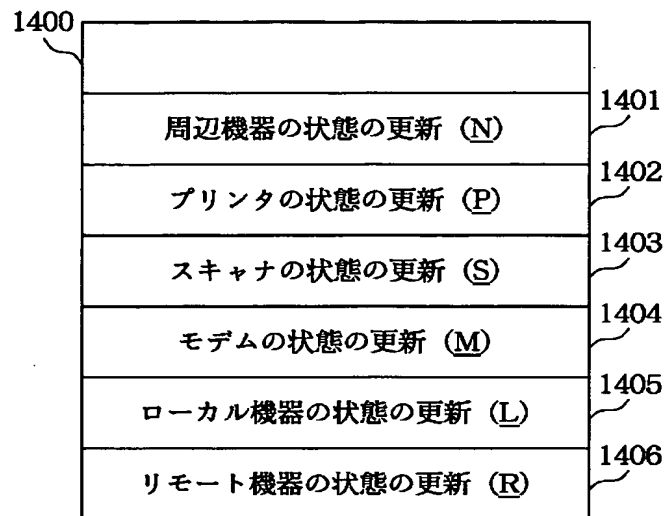 1400
1401
周辺機器の状態の更新 (N)
1402
プリンタの状態の更新 (P)
1403
スキャナの状態の更新 (S)
1404
モデムの状態の更新 (M)
1405
ローカル機器の状態の更新 (L)
1406
リモート機器の状態の更新 (R)